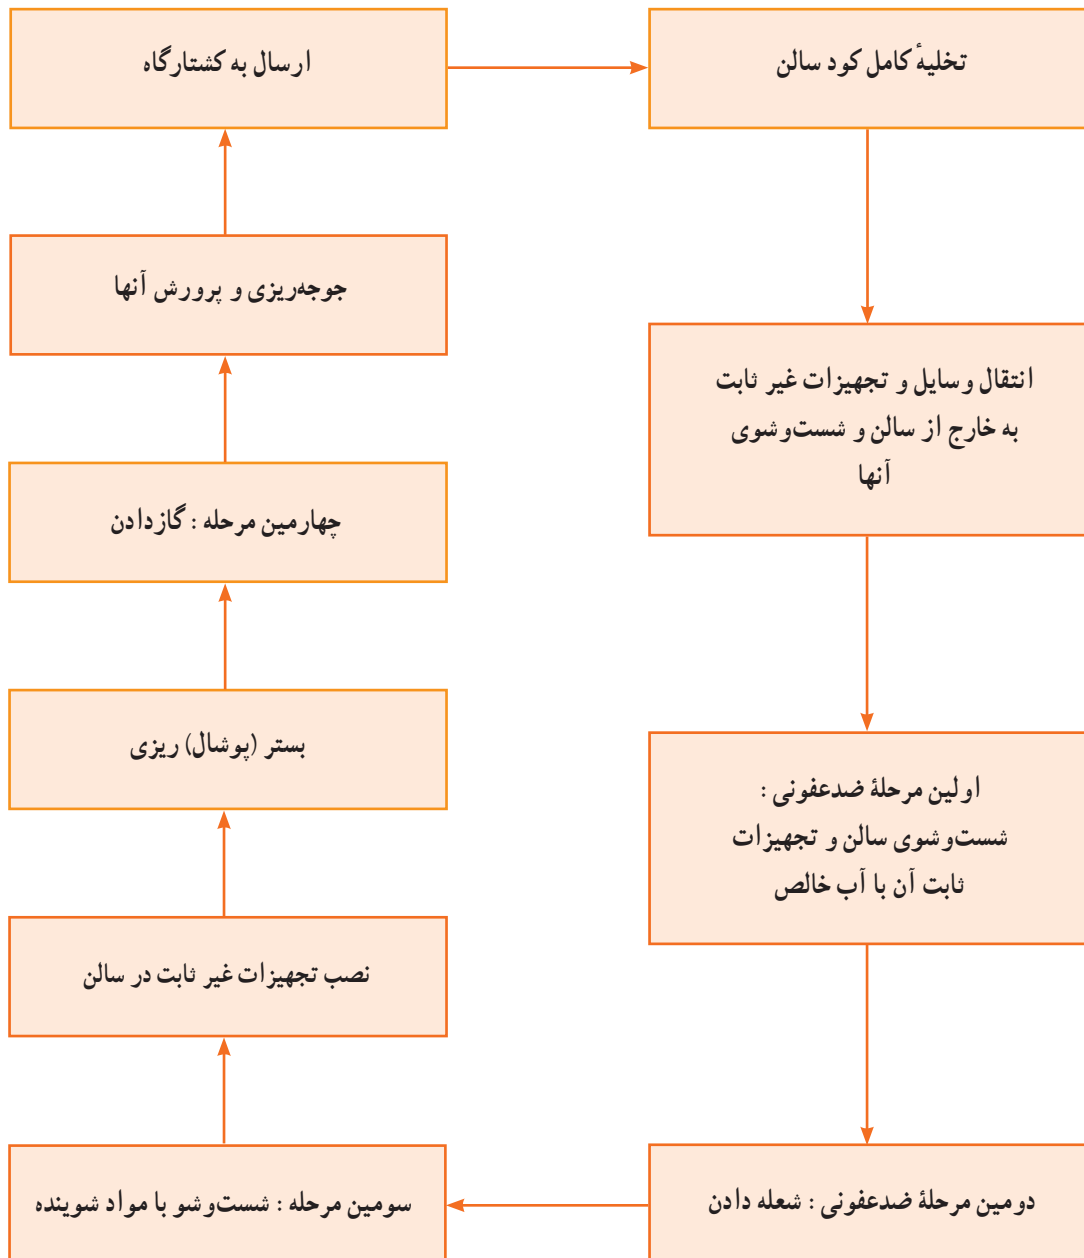 تخلیهٔ کامل کود سالن
انتقال وسایل و تجهیزات غیر ثابت
به خارج از سالن و شست‌وشوی
آنها
اولین مرحلهٔ ضدعفونی :
شست‌وشوی سالن و تجهیزات
ثابت آن با آب خالص
دومین مرحلهٔ ضدعفونی : شعله دادن
سومین مرحله : شست‌وشو با مواد شوینده
نصب تجهیزات غیر ثابت در سالن
بستر (پوشال) ریزی
چهارمین مرحله : گازدادن
جوجه‌ریزی و پرورش آنها
ارسال به کشتارگاه